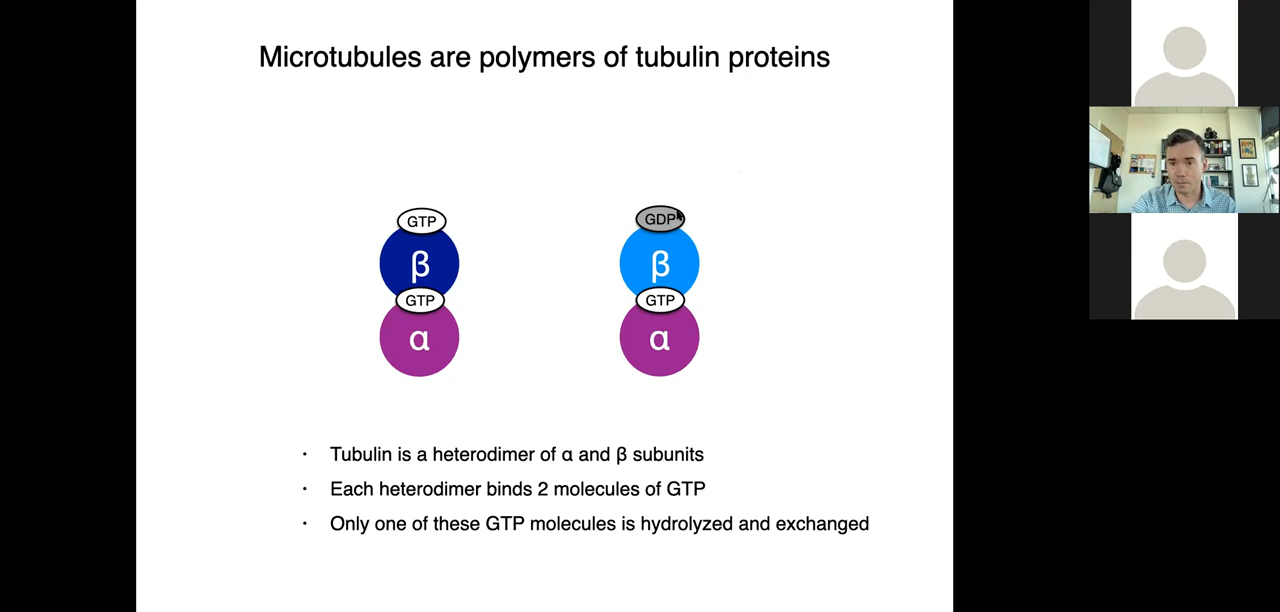 Microtubules are polymers of tubulin proteins
GTP
GDP
β
β
GTP
GTP
α
α
· Tubulin is a heterodimer of α and β subunits
· Each heterodimer binds 2 molecules of GTP
· Only one of these GTP molecules is hydrolyzed and exchanged